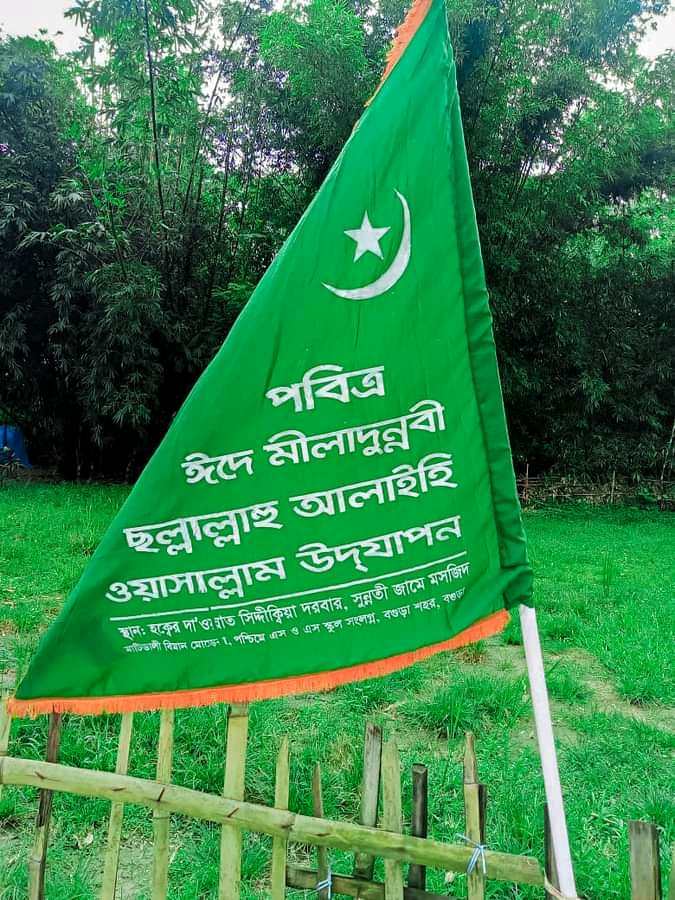 পবিত্র
ঈদে মীলাদুন্নবী
ছল্লাল্লাহু আলাইহি
ওয়াসাল্লাম উদ্‌যাপন
স্থান: হক্বের দা'ওয়াত সিদ্দীক্বিয়া দরবার, সুন্নতী জামে মসজিদ
মাটিডালী বিমান মোড়ে পশ্চিমে এস ও এস স্কুল সংলগ্ন, বগুড়া শহর, বগুড়া